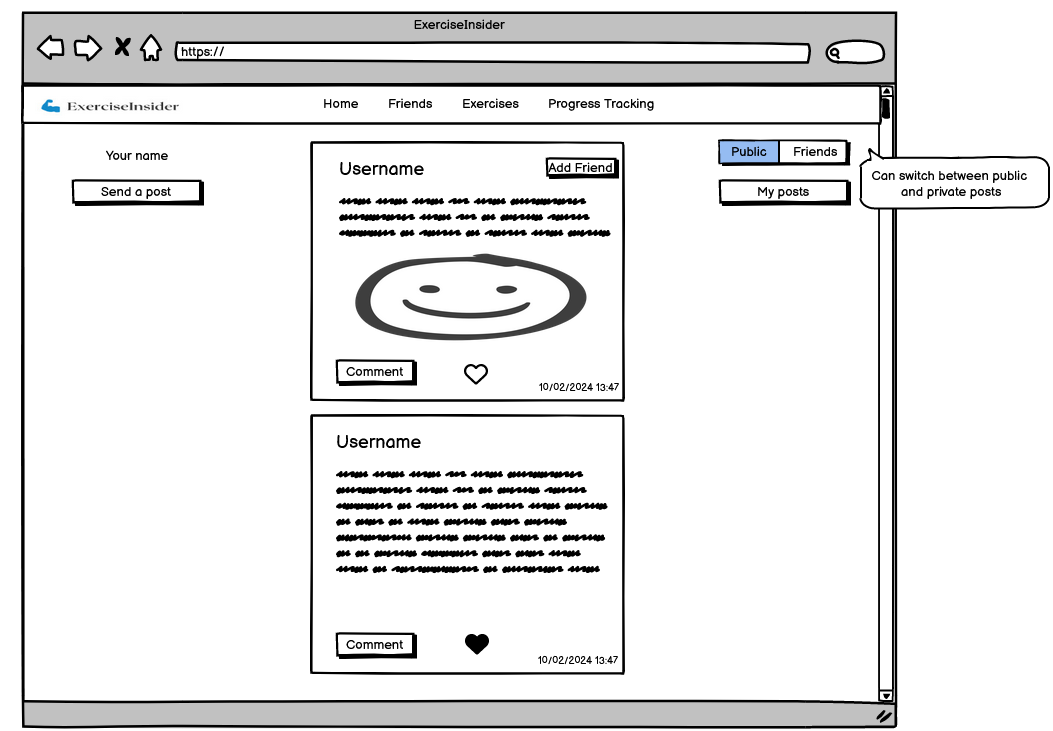 ExerciseInsider
https://
ExerciseInsider
Home Friends Exercises Progress Tracking
Your name
Send a post
Username
Add Friend
Comment
10/02/2024 13:47
Username
Comment
10/02/2024 13:47
Public Friends
My posts
Can switch between public
and private posts